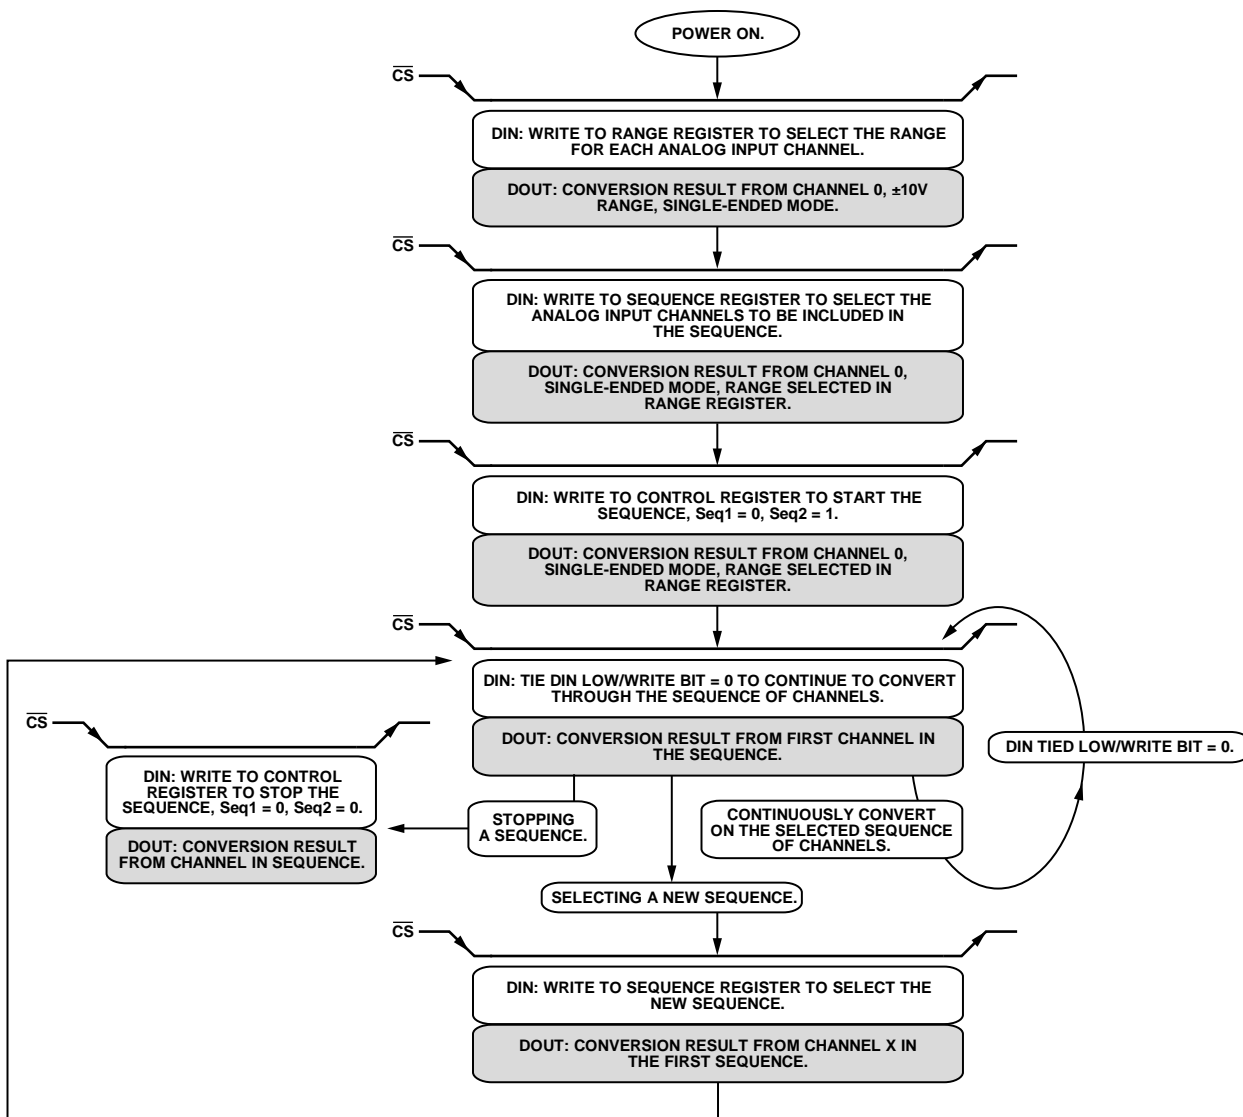 POWER ON.
CS
DIN: WRITE TO RANGE REGISTER TO SELECT THE RANGE
FOR EACH ANALOG INPUT CHANNEL.
DOUT: CONVERSION RESULT FROM CHANNEL 0, ±10V
RANGE, SINGLE-ENDED MODE.
CS
DIN: WRITE TO SEQUENCE REGISTER TO SELECT THE
ANALOG INPUT CHANNELS TO BE INCLUDED IN
THE SEQUENCE.
DOUT: CONVERSION RESULT FROM CHANNEL 0,
SINGLE-ENDED MODE, RANGE SELECTED IN
RANGE REGISTER.
CS
DIN: WRITE TO CONTROL REGISTER TO START THE
SEQUENCE, Seq1 = 0, Seq2 = 1.
DOUT: CONVERSION RESULT FROM CHANNEL 0,
SINGLE-ENDED MODE, RANGE SELECTED IN
RANGE REGISTER.
CS
DIN: TIE DIN LOW/WRITE BIT = 0 TO CONTINUE TO CONVERT
THROUGH THE SEQUENCE OF CHANNELS.
DOUT: CONVERSION RESULT FROM FIRST CHANNEL IN
THE SEQUENCE.
DIN TIED LOW/WRITE BIT = 0.
CS
DIN: WRITE TO CONTROL
REGISTER TO STOP THE
SEQUENCE, Seq1 = 0, Seq2 = 0.
DOUT: CONVERSION RESULT
FROM CHANNEL IN SEQUENCE.
STOPPING
A SEQUENCE.
CONTINUOUSLY CONVERT
ON THE SELECTED SEQUENCE
OF CHANNELS.
SELECTING A NEW SEQUENCE.
CS
DIN: WRITE TO SEQUENCE REGISTER TO SELECT THE
NEW SEQUENCE.
DOUT: CONVERSION RESULT FROM CHANNEL X IN
THE FIRST SEQUENCE.